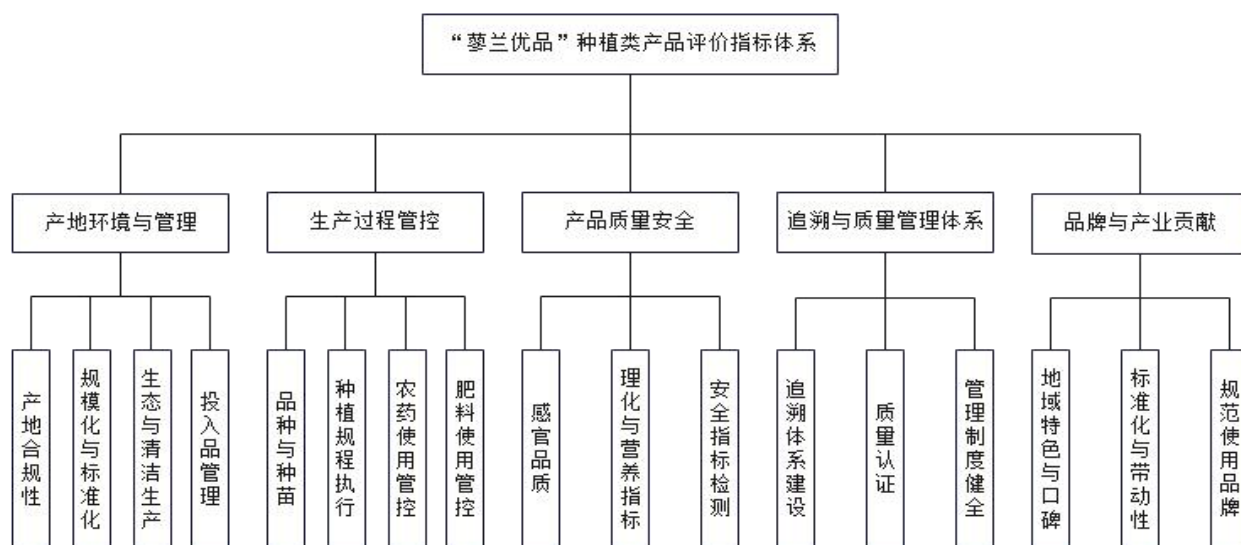 “蓼兰优品”种植类产品评价指标体系
产地环境与管理
生产过程管控
产品质量安全
追溯与质量管理体系
品牌与产业贡献
产地合规性
规模化与标准化
生态与清洁生产
投入品管理
品种与种苗
种植规程执行
农药使用管控
肥料使用管控
感官品质
理化与营养指标
安全指标检测
追溯体系建设
质量认证
管理制度健全
地域特色与口碑
标准化与带动性
规范使用品牌